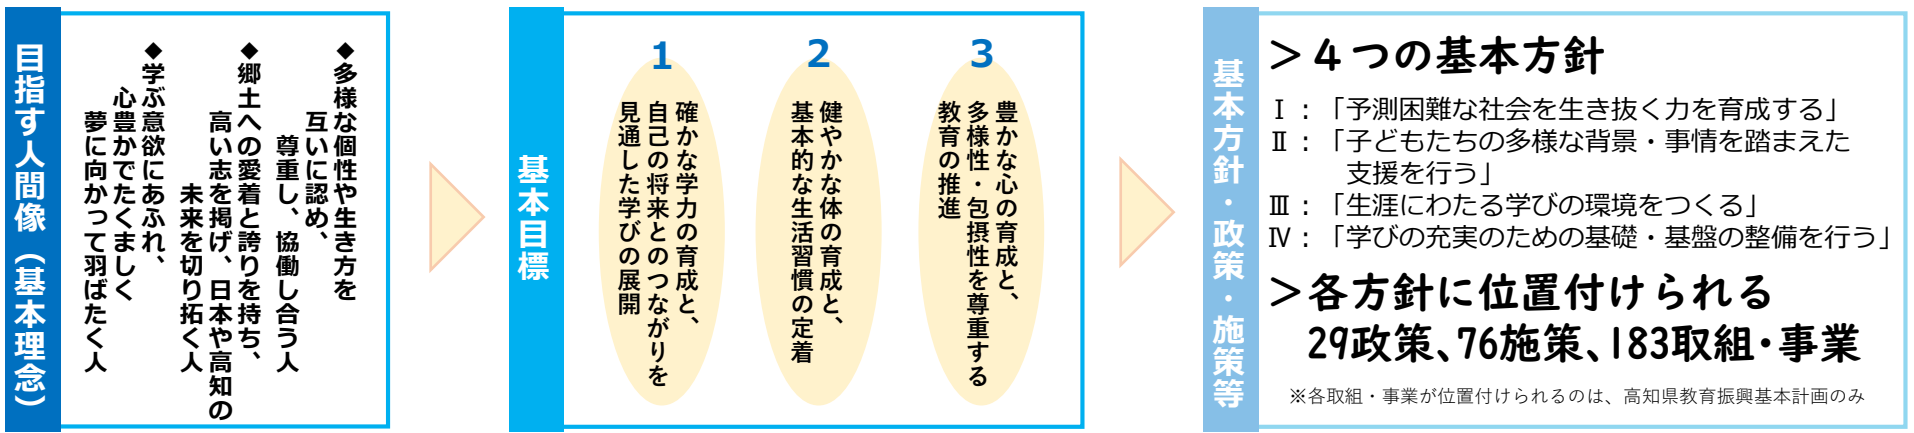 目指す人間像（基本理念）
◆多様な個性や生き方を
互いに認め、
尊重し、協働し合う人
◆郷土への愛着と誇りを持ち、
高い志を掲げ、日本や高知の
未来を切り拓く人
◆学ぶ意欲にあふれ、
心豊かでたくましく
夢に向かって羽ばたく人
基本目標
1
確かな学力の育成と、
自己の将来とのつながりを
見通した学びの展開
2
健やかな体の育成と、
基本的な生活習慣の定着
3
豊かな心の育成と、
多様性・包摂性を尊重する
教育の推進
基本方針・政策・施策等
＞４つの基本方針
Ⅰ：「予測困難な社会を生き抜く力を育成する」
Ⅱ：「子どもたちの多様な背景・事情を踏まえた
支援を行う」
Ⅲ：「生涯にわたる学びの環境をつくる」
Ⅳ：「学びの充実のための基礎・基盤の整備を行う」
＞各方針に位置付けられる
29政策、76施策、183取組・事業
※各取組・事業が位置付けられるのは、高知県教育振興基本計画のみ